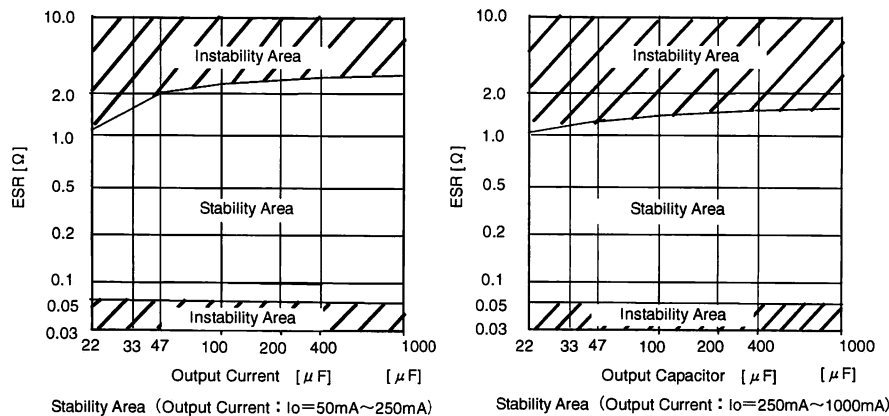 10.0
Instability Area
2.0
1.0
0.5
Stability Area
0.2
0.1
0.05
Instability Area
0.03
ESR [Ω]
22 33 47 100 200 400 1000
Output Current [μF] [μF]
Stability Area (Output Current : Io=50mA~250mA)
10.0
Instability Area
2.0
1.0
0.5
Stability Area
0.2
0.1
0.05
Instability Area
0.03
ESR [Ω]
22 33 47 100 200 400 1000
Output Capacitor [μF] [μF]
Stability Area (Output Current : Io=250mA~1000mA)